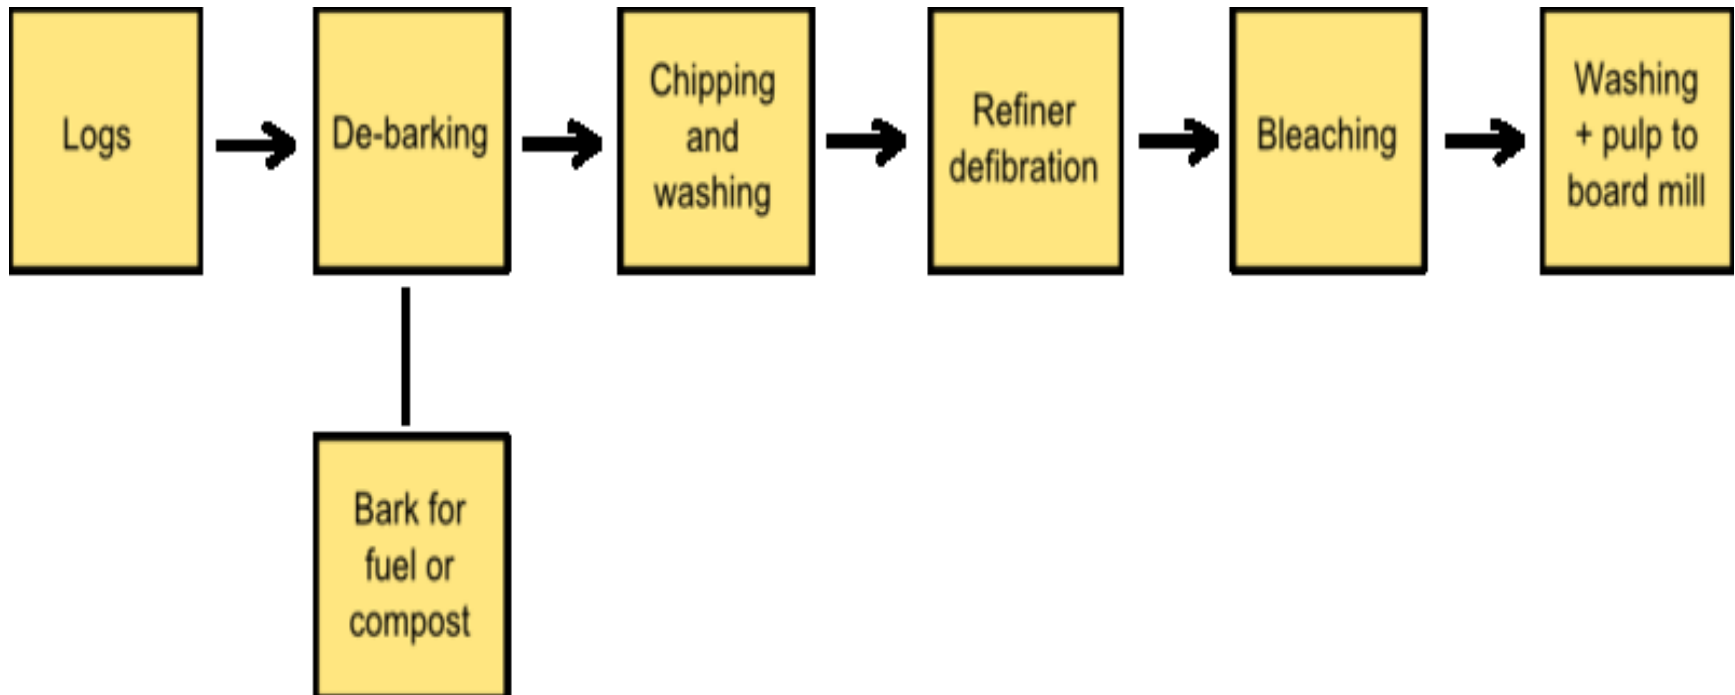 Logs
De-barking
Chipping
and
washing
Refiner
defibration
Bleaching
Washing
+ pulp to
board mill
Bark for
fuel or
compost